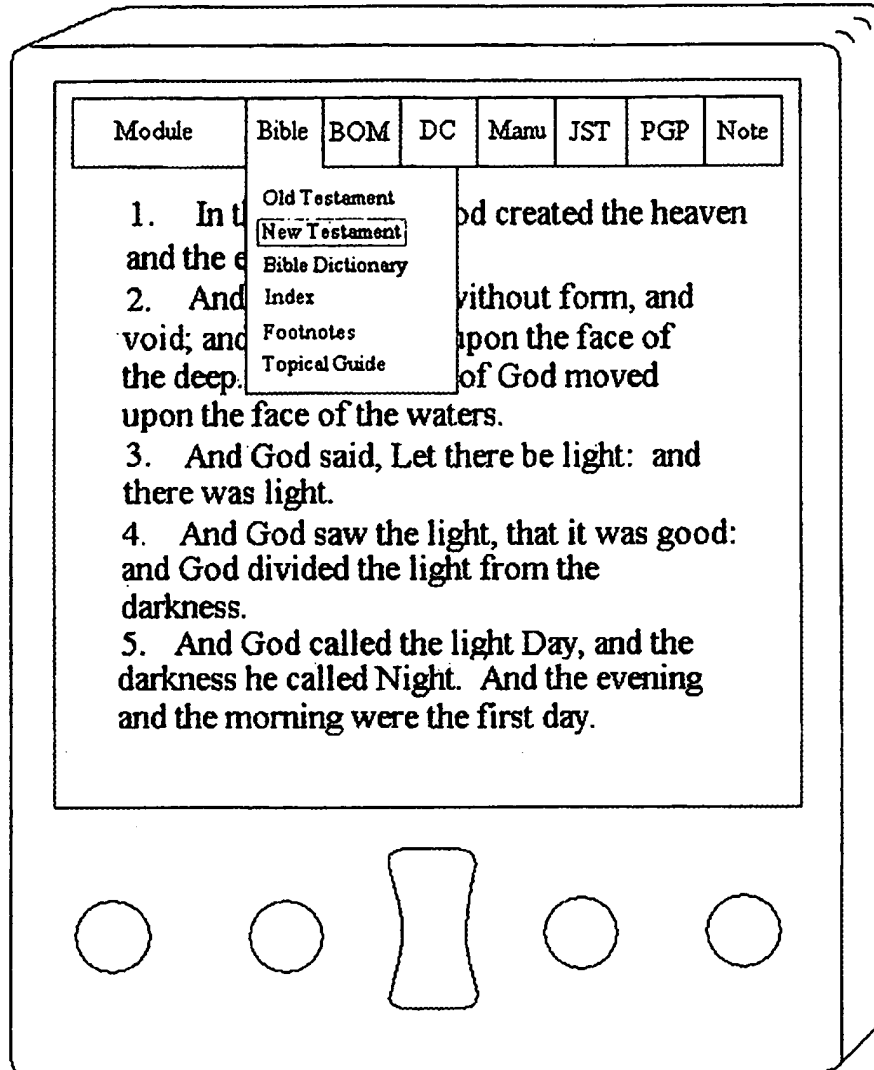 Module Bible BOM DC Manu JST PGP Note
Old Testament
New Testament
Bible Dictionary
Index
Footnotes
Topical Guide
1. In t od created the heaven
and the e
2. And ithout form, and
void; and upon the face of
the deep. of God moved
upon the face of the waters.
3. And God said, Let there be light: and
there was light.
4. And God saw the light, that it was good:
and God divided the light from the
darkness.
5. And God called the light Day, and the
darkness he called Night. And the evening
and the morning were the first day.